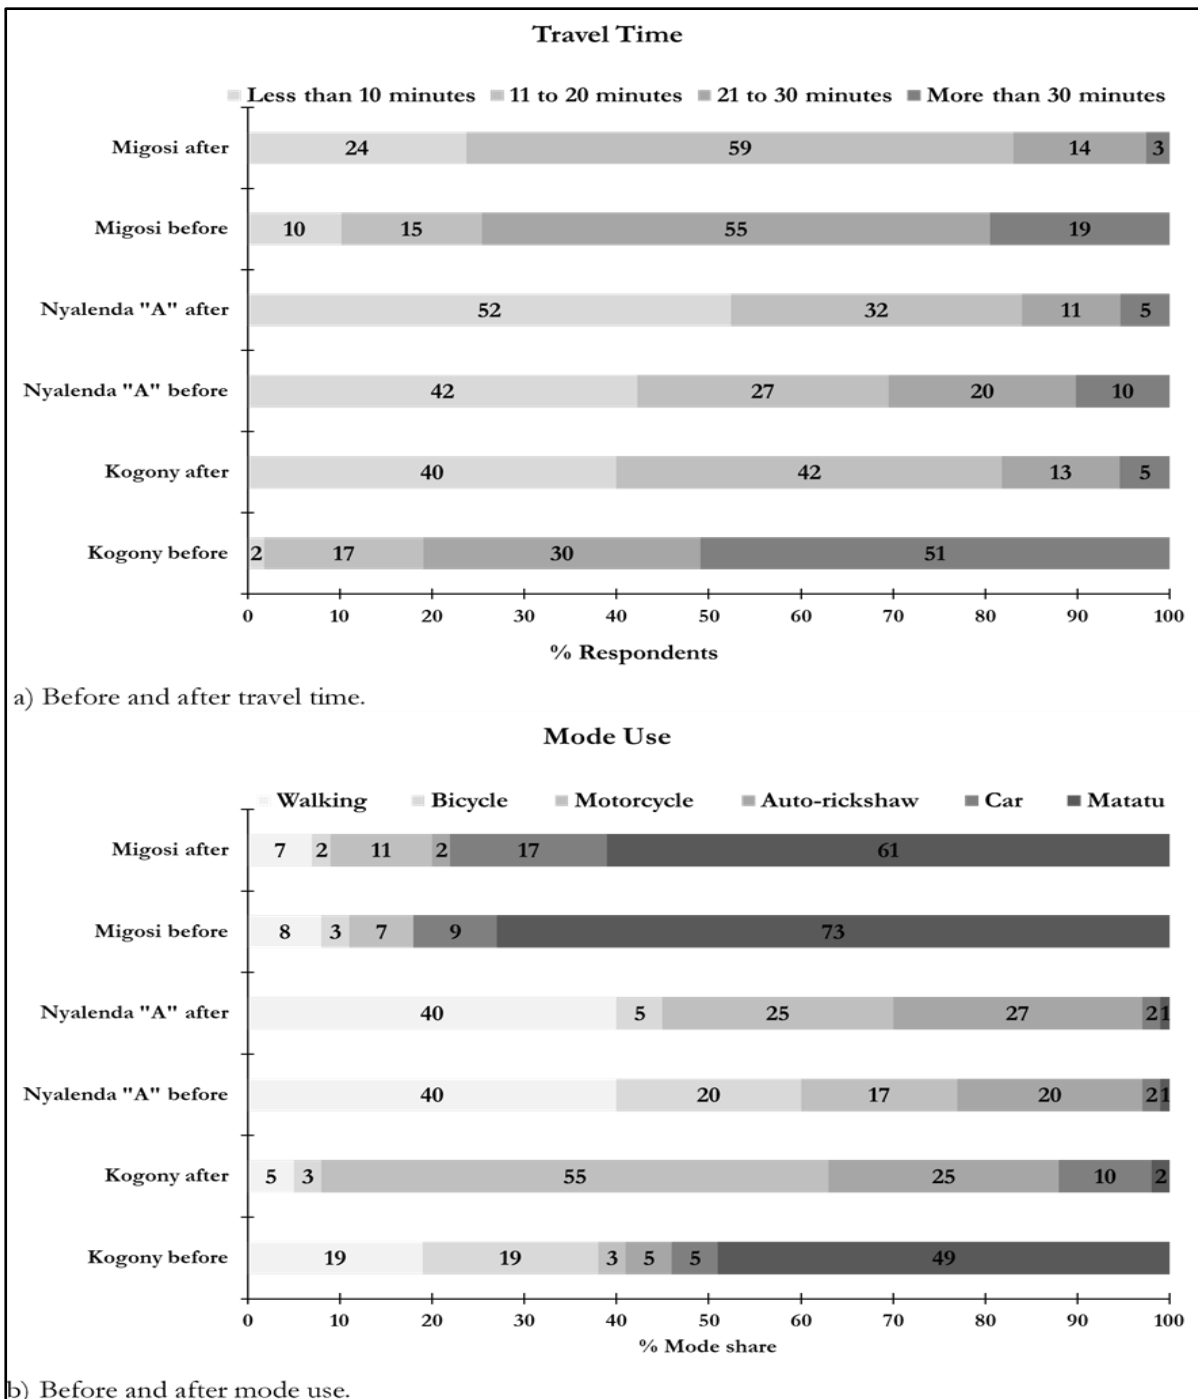 Travel Time
Less than 10 minutes 11 to 20 minutes 21 to 30 minutes More than 30 minutes
Migosi after 24 59 14 3
Migosi before 10 15 55 19
Nyalenda "A" after 52 32 11 5
Nyalenda "A" before 42 27 20 10
Kogony after 40 42 13 5
Kogony before 2 17 30 51
0 10 20 30 40 50 60 70 80 90 100
% Respondents
a) Before and after travel time.
Mode Use
Walking Bicycle Motorcycle Auto-rickshaw Car Matatu
Migosi after 7 2 11 2 17 61
Migosi before 8 3 7 9 73
Nyalenda "A" after 40 5 25 27 2 1
Nyalenda "A" before 40 20 17 20 2 1
Kogony after 5 3 55 25 10 2
Kogony before 19 19 3 5 5 49
0 10 20 30 40 50 60 70 80 90 100
% Mode share
b) Before and after mode use.